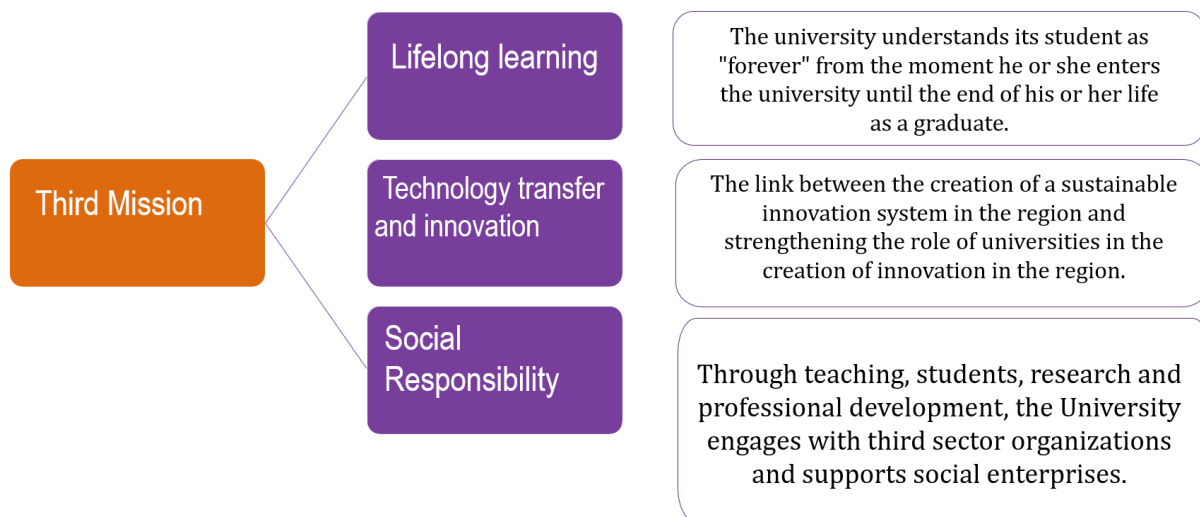 Third Mission
Lifelong learning
The university understands its student as
"forever" from the moment he or she enters
the university until the end of his or her life
as a graduate.
Technology transfer
and innovation
The link between the creation of a sustainable
innovation system in the region and
strengthening the role of universities in the
creation of innovation in the region.
Social
Responsibility
Through teaching, students, research and
professional development, the University
engages with third sector organizations
and supports social enterprises.